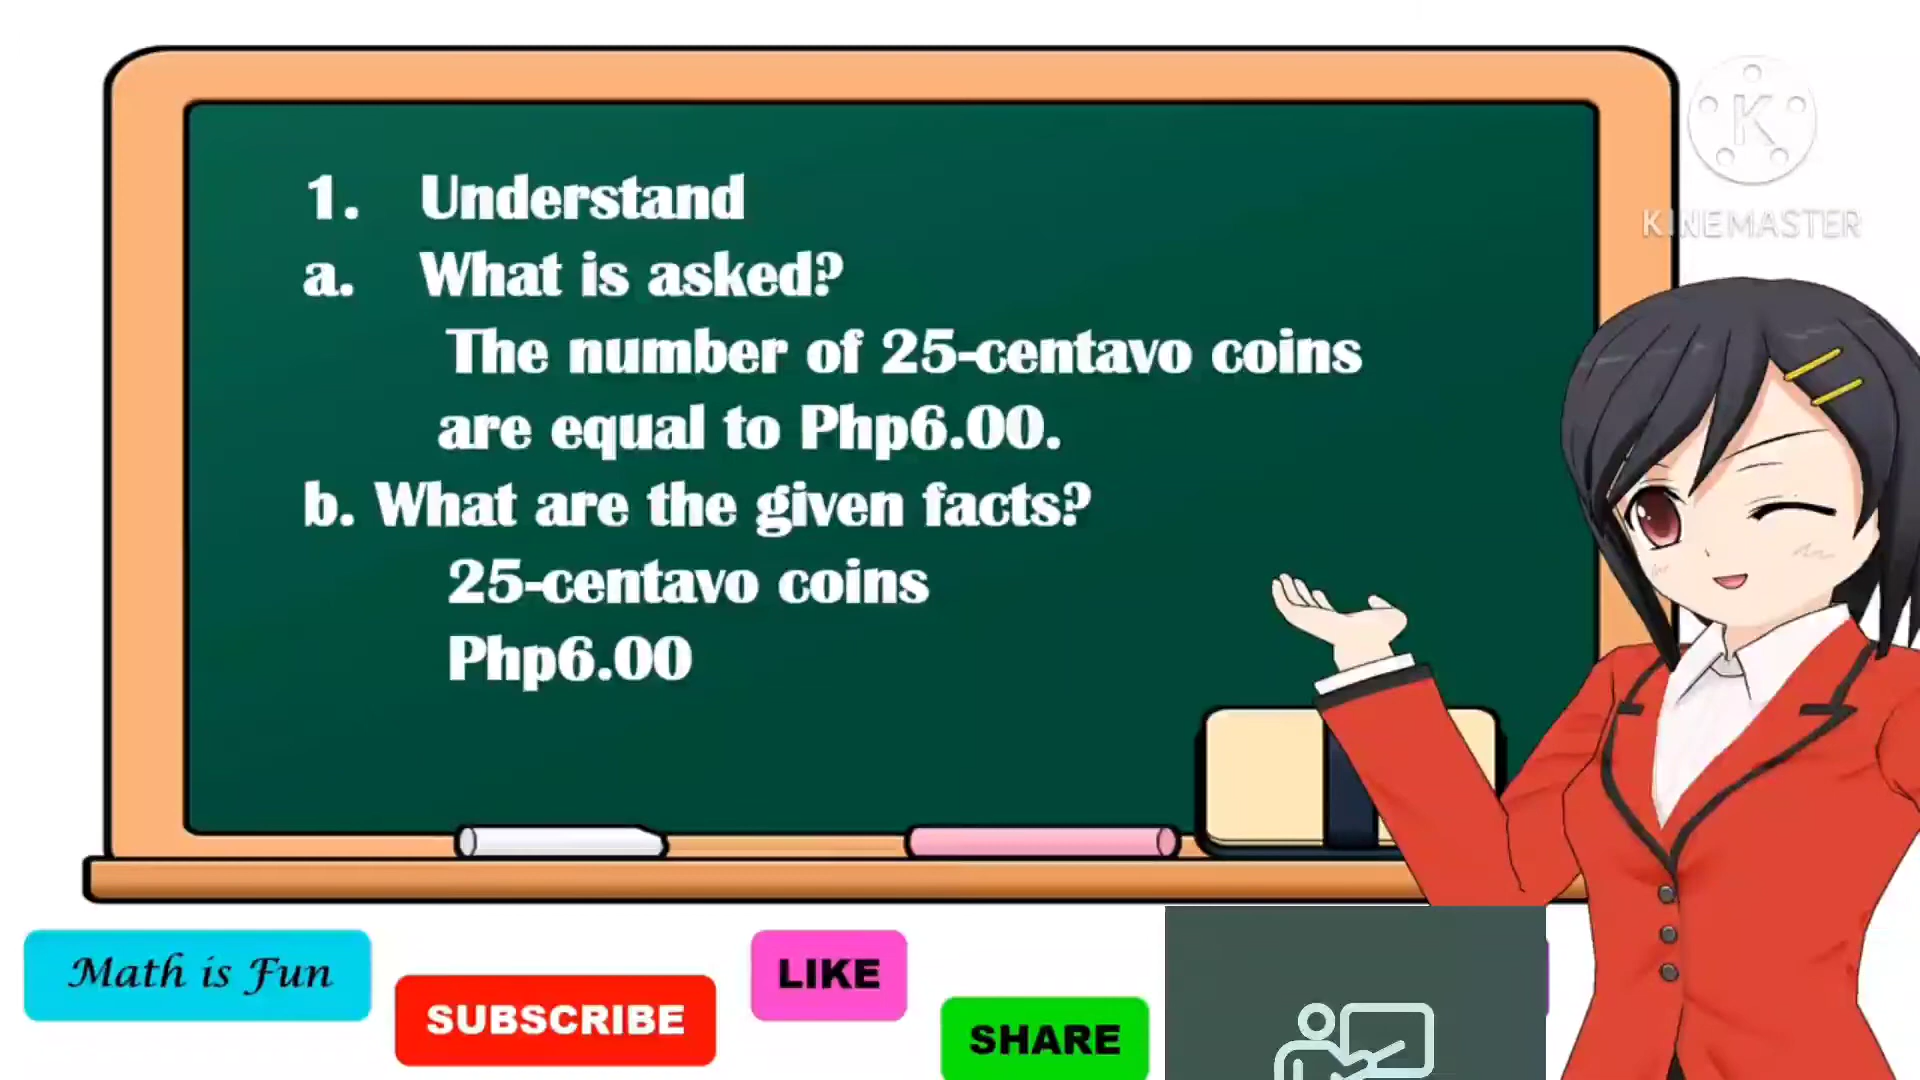 1. Understand
a. What is asked?
The number of 25-centavo coins
are equal to Php6.00.
b. What are the given facts?
25-centavo coins
Php6.00
K
KINEMASTER
Math is Fun
SUBSCRIBE
LIKE
SHARE